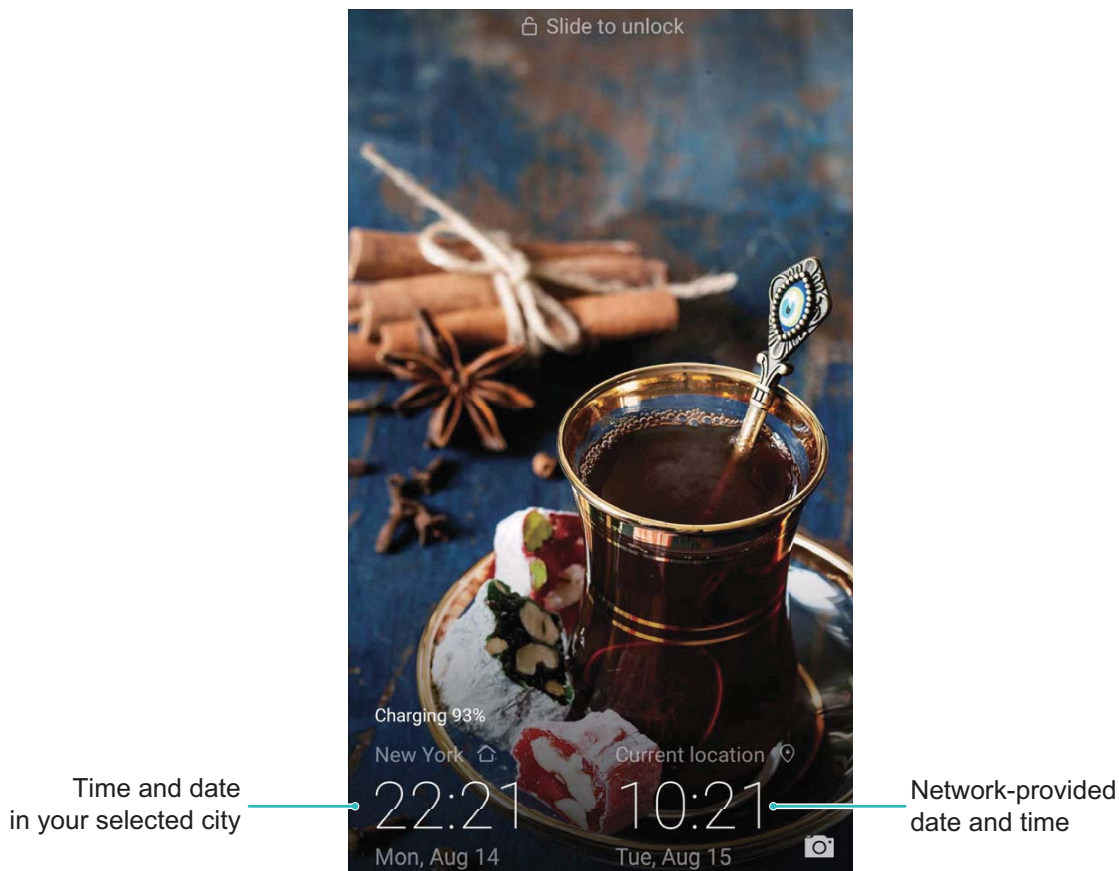 Slide to unlock
Charging 93%
New York
Current location
22:21
10:21
Mon, Aug 14
Tue, Aug 15
Time and date
in your selected city
Network-provided
date and time